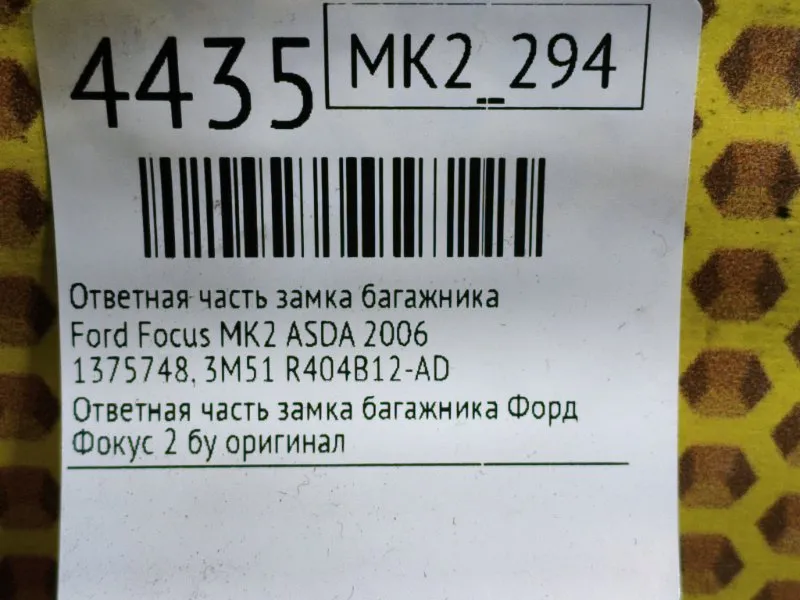 4435 MK2_294
Ответная часть замка багажника
Ford Focus MK2 ASDA 2006
1375748, 3M51 R404B12-AD
Ответная часть замка багажника Форд
Фокус 2 бу оригинал